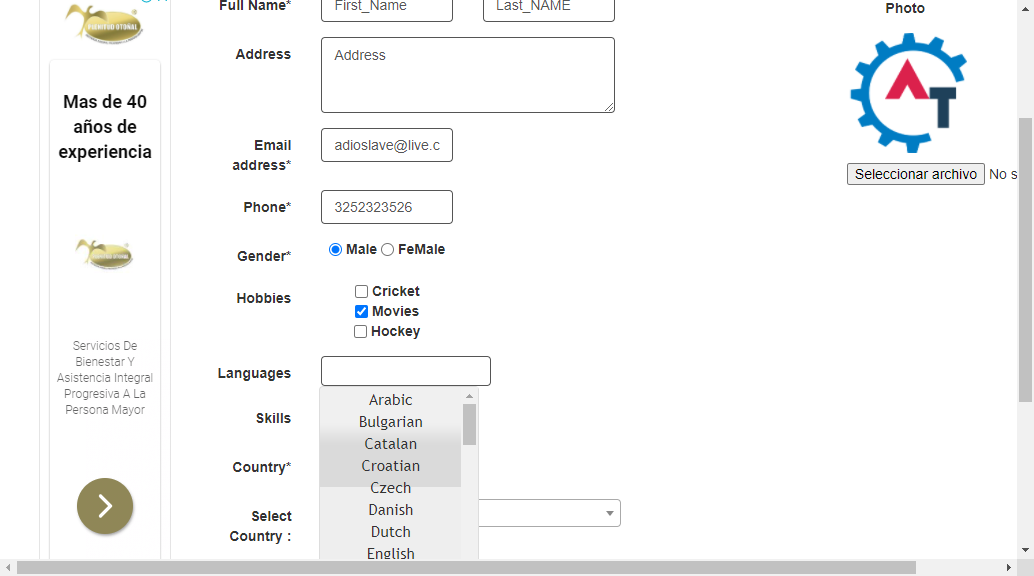 Full Name*
First_Name
Last_NAME
Photo
BIENESTAR OTOÑAL
Address
Address
Mas de 40
años de
experiencia
Email
address*
adioslave@live.c
Seleccionar archivo No s
Phone*
3252323526
Gender*
Male FeMale
Hobbies
Cricket
Movies
Hockey
Servicios De
Bienestar Y
Asistencia Integral
Progresiva A La
Persona Mayor
Languages
Arabic
Bulgarian
Catalan
Croatian
Czech
Danish
Dutch
English
Skills
Country*
Select
Country :